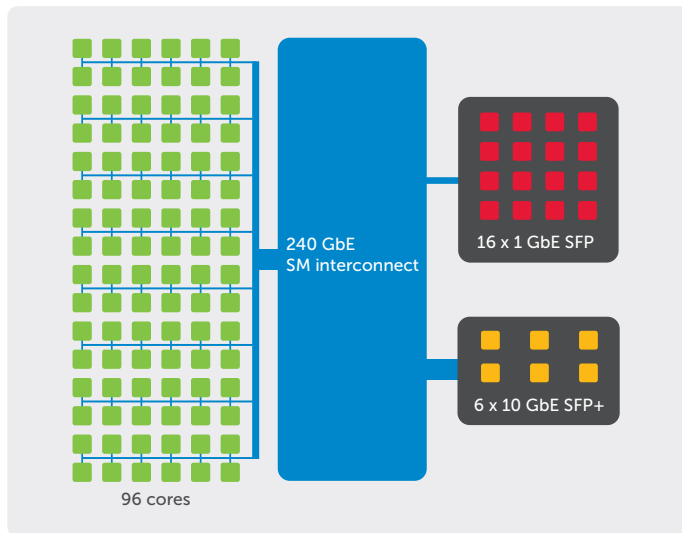 240 GbE
SM interconnect
16 x 1 GbE SFP
6 x 10 GbE SFP+
96 cores